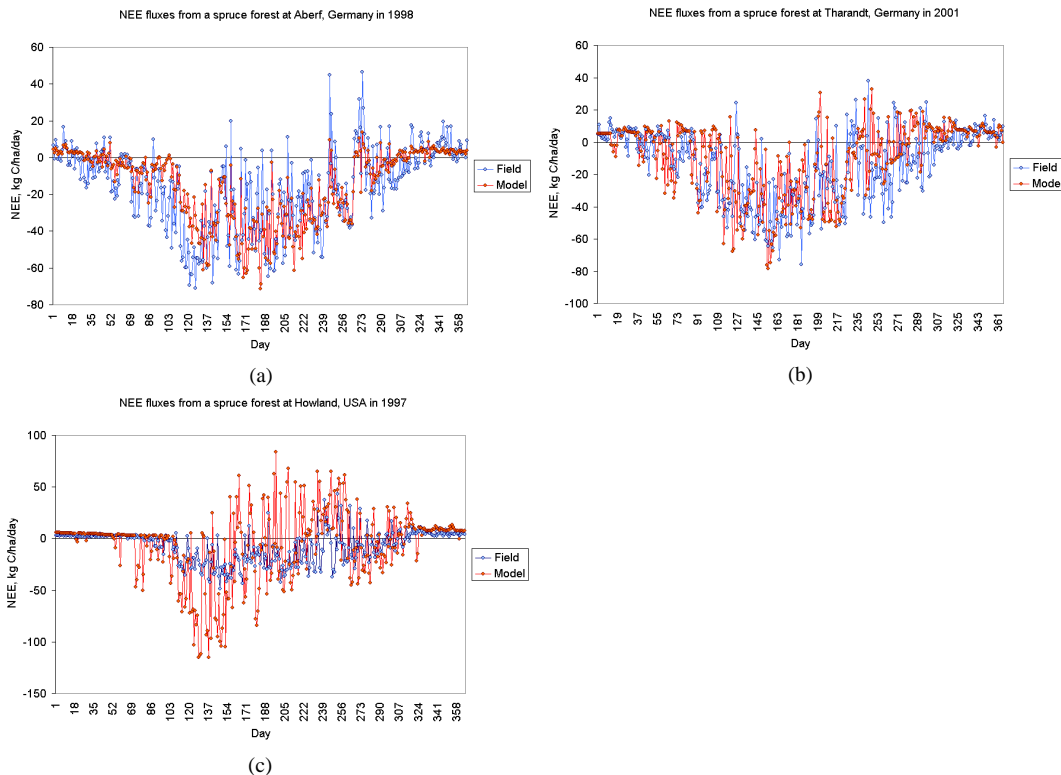 NEE fluxes from a spruce forest at Aberf, Germany in 1998
NEE, kg C/ha/day
60
40
20
0
-20
-40
-60
-80
1 18 35 52 69 86 103 120 137 154 171 188 205 222 239 256 273 290 307 324 341 358
Day
Field
Model
(a)
NEE fluxes from a spruce forest at Tharandt, Germany in 2001
NEE, kg C/ha/day
60
40
20
0
-20
-40
-60
-80
-100
1 19 37 55 73 91 109 127 145 163 181 199 217 235 253 271 289 307 325 343 361
Day
Field
Model
(b)
NEE fluxes from a spruce forest at Howland, USA in 1997
NEE, kg C/ha/day
100
50
0
-50
-100
-150
1 18 35 52 69 86 103 120 137 154 171 188 205 222 239 256 273 290 307 324 341 358
Day
Field
Model
(c)